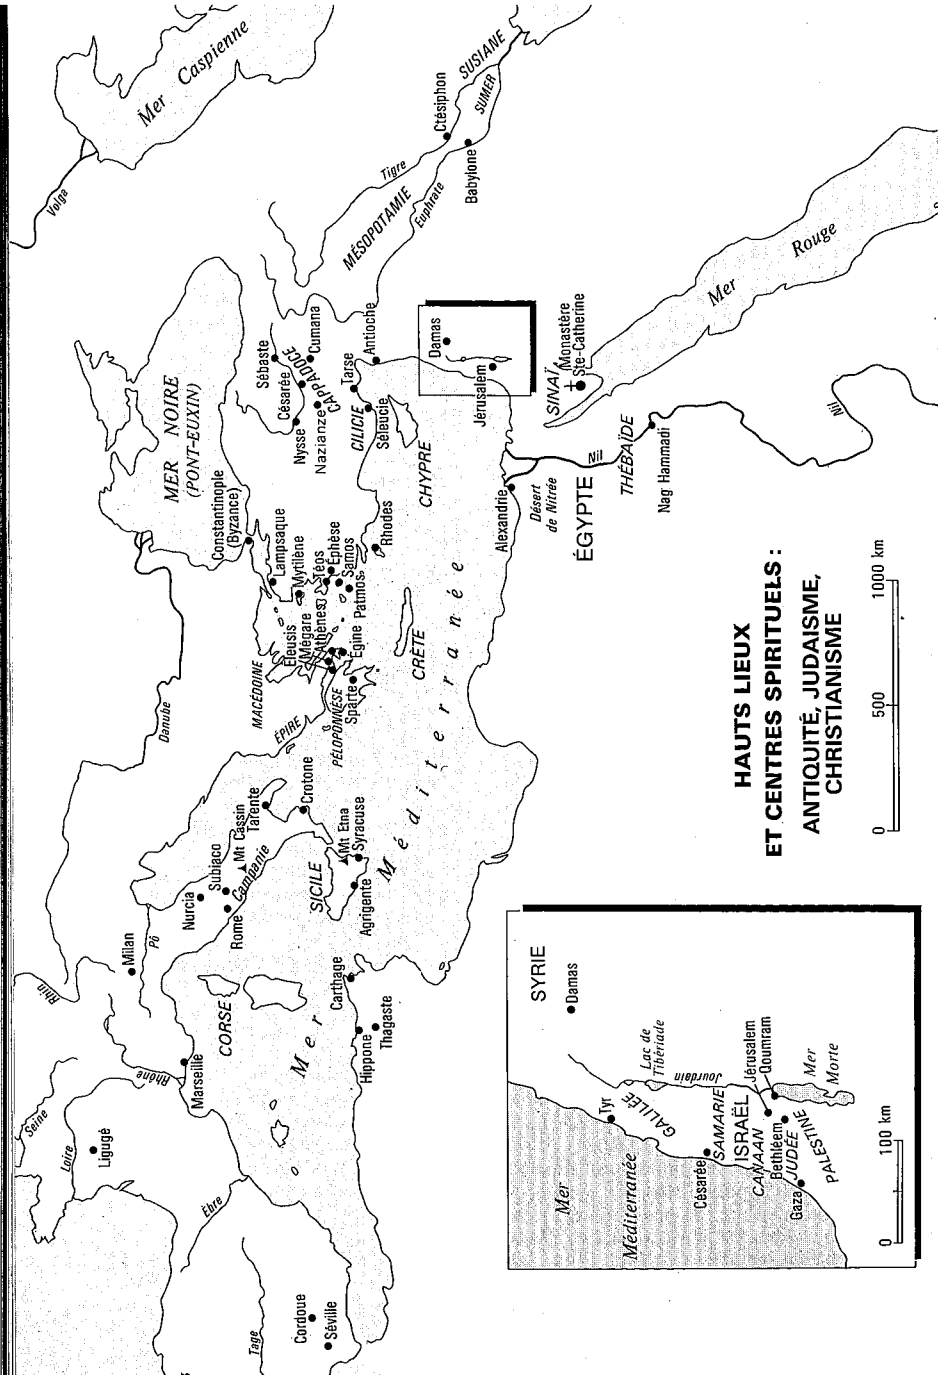 HAUTS LIEUX
ET CENTRES SPIRITUELS :
ANTIQUITÉ, JUDAISME,
CHRISTIANISME
0
500
1000 km
Seine
Loire
Ligugé
Rhin
Rhône
Marseille
Èbre
Tage
Cordoue
Séville
Milan
Pô
Nurcia
Subiaco
Rome
Mt Cassin
Campanie
Tarente
Crotone
CORSE
SICILE
Mt Etna
Syracuse
Agrigente
Carthage
Hippone
Thagaste
Mer
Méditerranée
Danube
MACÉDOINE
ÉPIRE
PÉLOPONNÈSE
Sparte
Éleusis
Mégare
Athènes
Égine
CRÈTE
Constantinople
(Byzance)
Lampsaque
Mytilène
Téos
Éphèse
Samos
Patmos
Rhodes
MER NOIRE
(PONT-EUXIN)
Volga
Mer Caspienne
Sébaste
Césarée
Cumana
Nysse
Nazianze
CAPPADOCE
CILICIE
Tarse
Séleucie
Antioche
CHYPRE
MÉSOPOTAMIE
Tigre
Euphrate
Ctésiphon
Babylone
SUSIANE
SUMER
Damas
Jérusalem
SINAÏ
Monastère
Ste-Catherine
Mer Rouge
Alexandrie
Désert
de Nitrée
Nil
ÉGYPTE
THÉBAÏDE
Nag Hammadi
Nil
SYRIE
Damas
Mer
Méditerranée
Tyr
GALILÉE
Lac de
Tibériade
Jourdain
Césarée
SAMARIE
ISRAËL
CANAAN
Jérusalem
Qoumram
Bethléem
JUDÉE
Gaza
PALESTINE
Mer
Morte
0
100 km